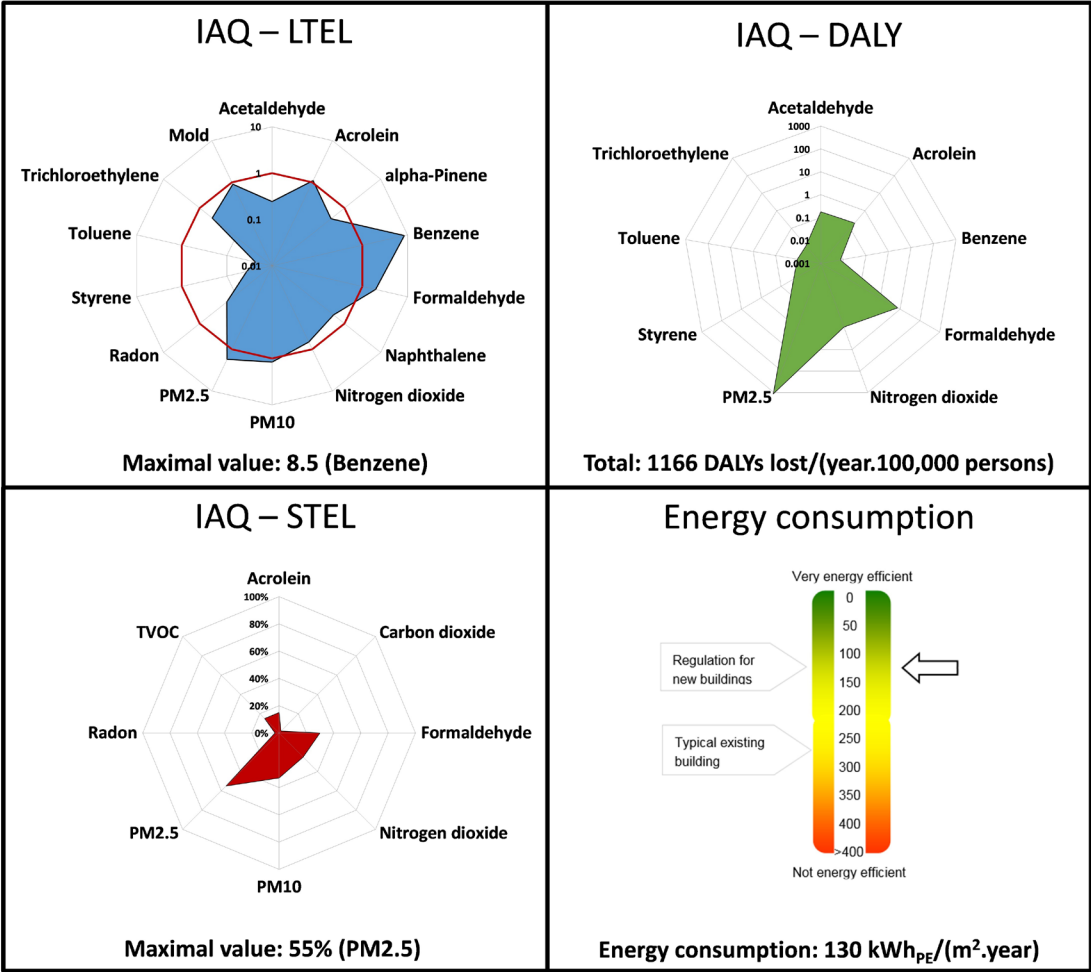 IAQ – LTEL
Acetaldehyde
Acrolein
alpha-Pinene
Benzene
Formaldehyde
Naphthalene
Nitrogen dioxide
PM10
PM2.5
Radon
Styrene
Toluene
Trichloroethylene
Mold
10
1
0.1
0.01
Maximal value: 8.5 (Benzene)
IAQ – DALY
Acetaldehyde
Acrolein
Benzene
Formaldehyde
Nitrogen dioxide
PM2.5
Styrene
Toluene
Trichloroethylene
1000
100
10
1
0.1
0.01
0.001
Total: 1166 DALYs lost/(year.100,000 persons)
IAQ – STEL
Acrolein
Carbon dioxide
Formaldehyde
Nitrogen dioxide
PM10
PM2.5
Radon
TVOC
100%
80%
60%
40%
20%
0%
Maximal value: 55% (PM2.5)
Energy consumption
Very energy efficient
0
50
100
150
200
250
300
350
400
>400
Not energy efficient
Regulation for
new buildings
Typical existing
building
Energy consumption: 130 kWhPE/(m².year)